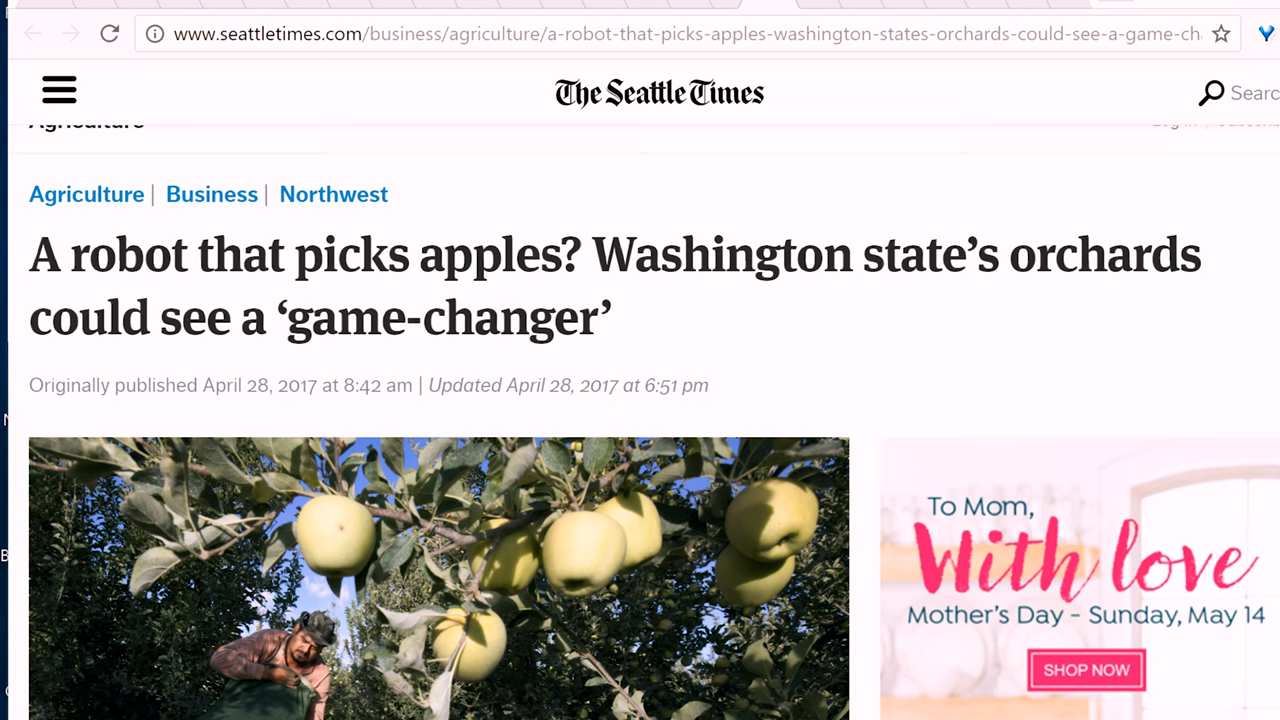 www.seattletimes.com/business/agriculture/a-robot-that-picks-apples-washington-states-orchards-could-see-a-game-ch
The Seattle Times
Searc
Agriculture
Agriculture | Business | Northwest
A robot that picks apples? Washington state’s orchards
could see a ‘game-changer’
Originally published April 28, 2017 at 8:42 am | Updated April 28, 2017 at 6:51 pm
To Mom,
With love
Mother's Day - Sunday, May 14
SHOP NOW